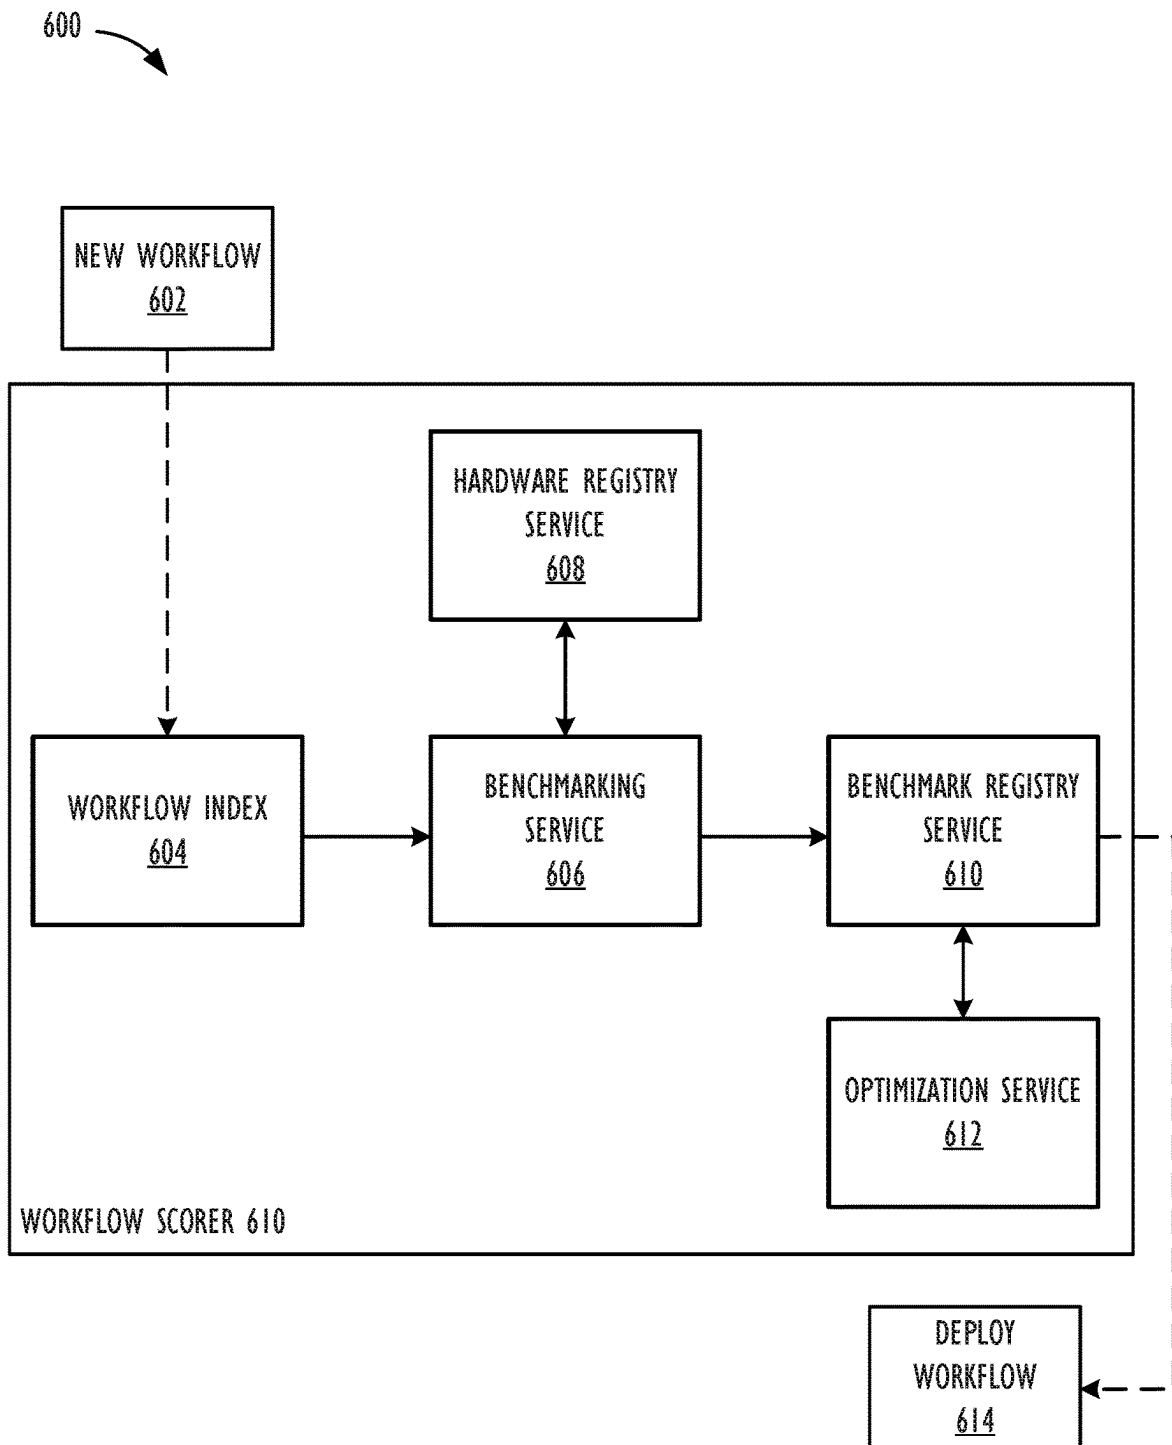 600
NEW WORKFLOW
602
HARDWARE REGISTRY
SERVICE
608
WORKFLOW INDEX
604
BENCHMARKING
SERVICE
606
BENCHMARK REGISTRY
SERVICE
610
OPTIMIZATION SERVICE
612
WORKFLOW SCORER 610
DEPLOY
WORKFLOW
614